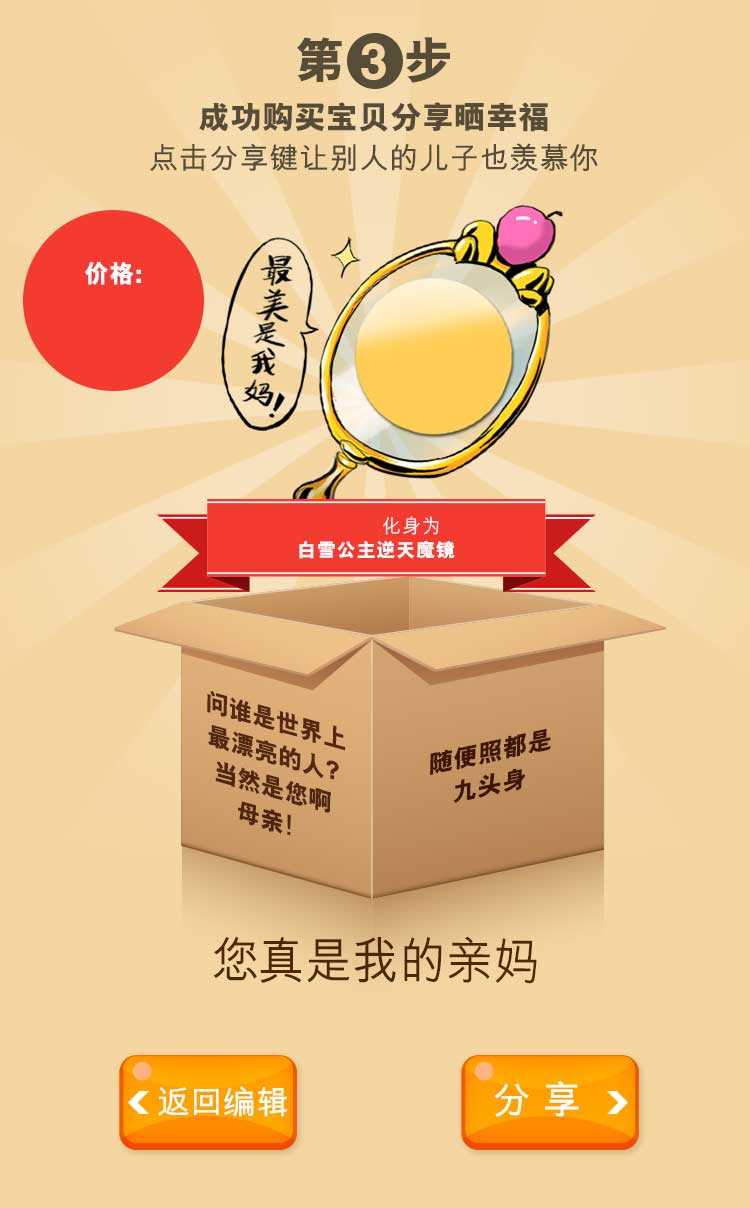 第3步
成功购买宝贝分享晒幸福
点击分享键让别人的儿子也羡慕你
价格:
最美是我妈!
化身为
白雪公主逆天魔镜
问谁是世界上
最漂亮的人?
当然是您啊
母亲!
随便照都是
九头身
您真是我的亲妈
返回编辑
分享